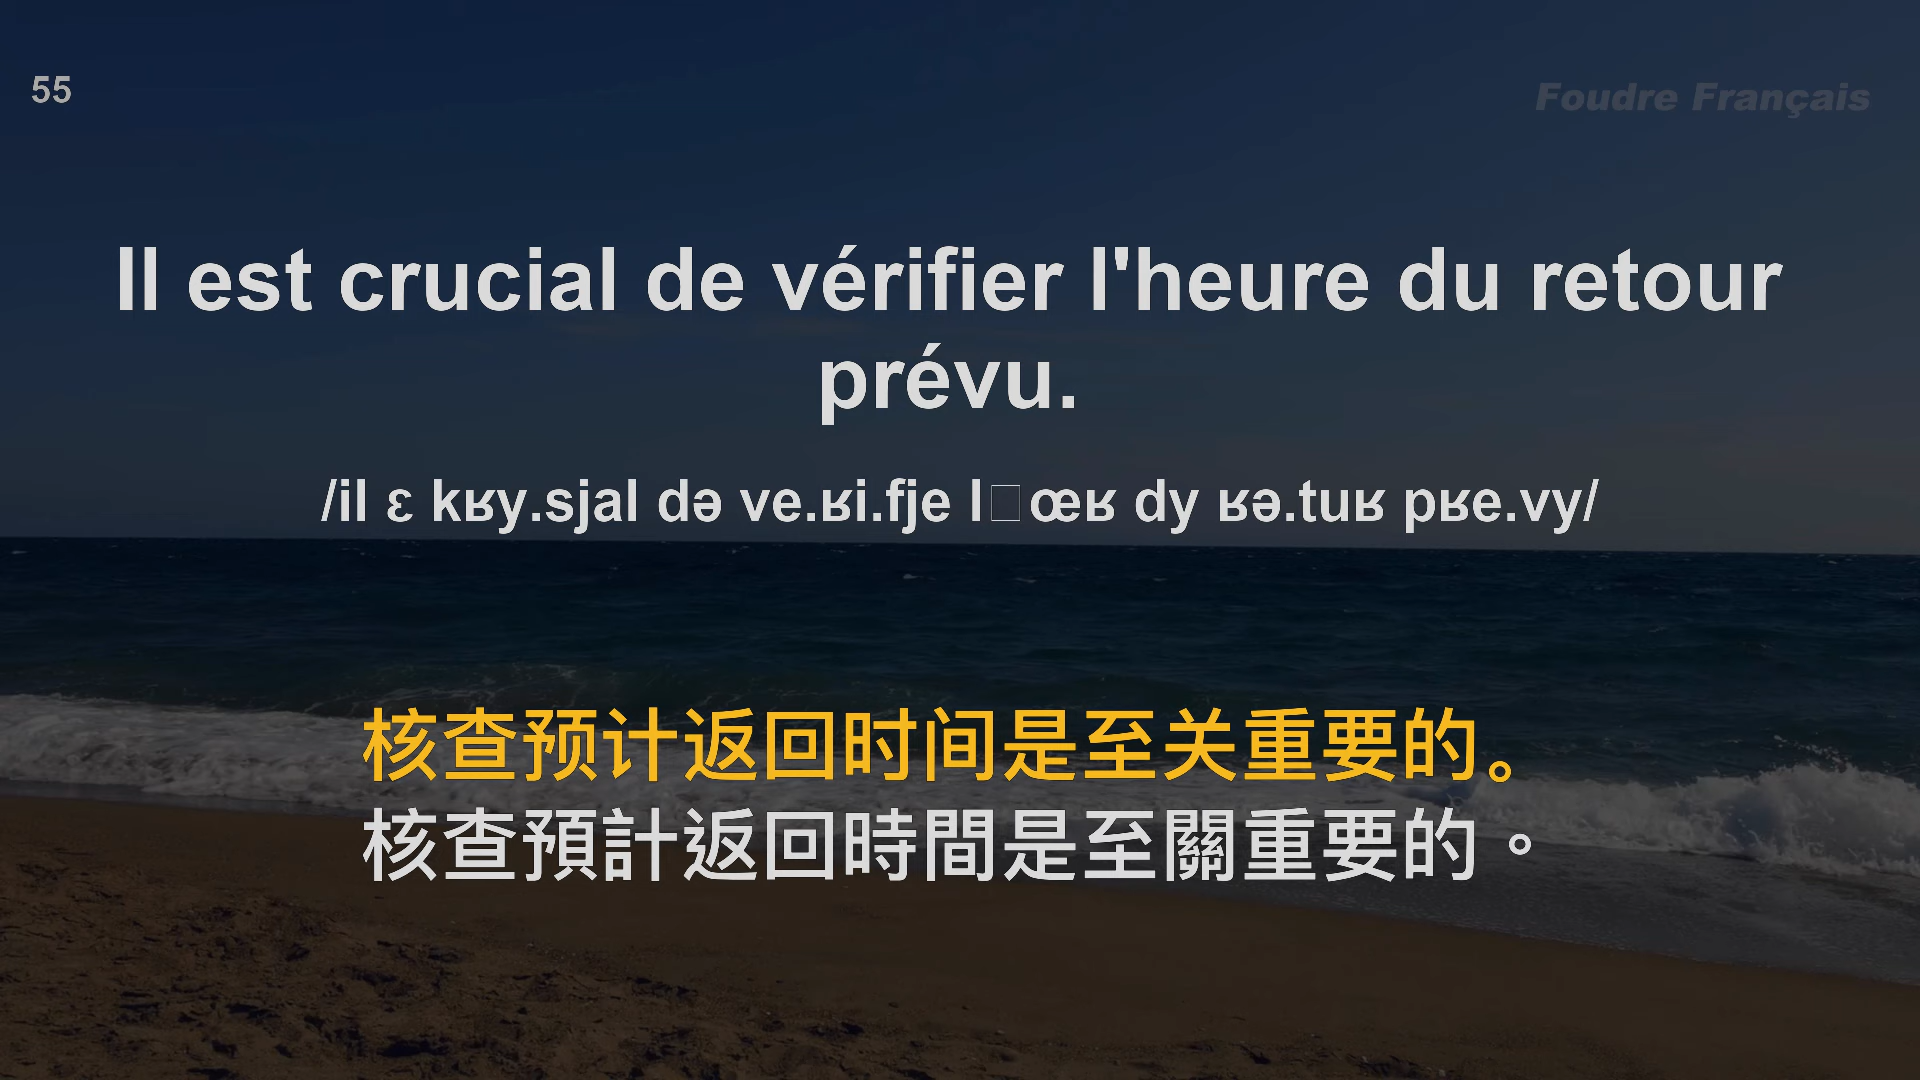 55
Foudre Français
Il est crucial de vérifier l'heure du retour
prévu.
/il ɛ kʁy.sjal də ve.ʁi.fje l□œʁ dy ʁə.tuʁ pʁe.vy/
核查预计返回时间是至关重要的。
核查預計返回時間是至關重要的。